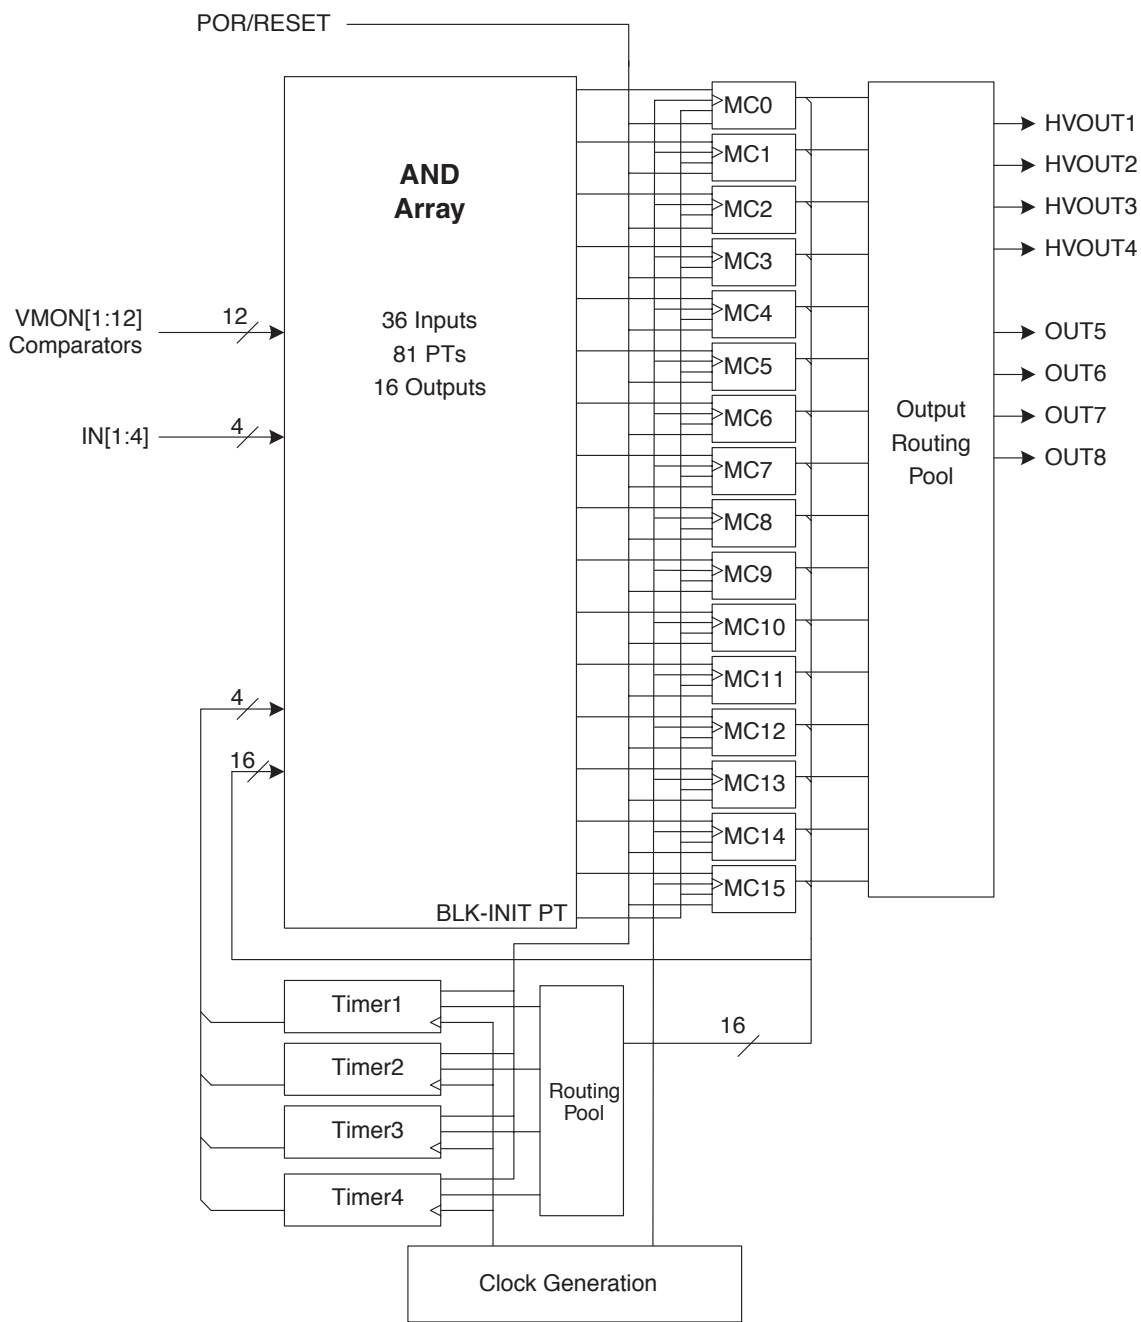 POR/RESET
AND
Array
36 Inputs
81 PTs
16 Outputs
VMON[1:12]
Comparators
12
IN[1:4]
4
4
16
BLK-INIT PT
MC0
MC1
MC2
MC3
MC4
MC5
MC6
MC7
MC8
MC9
MC10
MC11
MC12
MC13
MC14
MC15
Output
Routing
Pool
HVOUT1
HVOUT2
HVOUT3
HVOUT4
OUT5
OUT6
OUT7
OUT8
Timer1
Timer2
Timer3
Timer4
Routing
Pool
16
Clock Generation